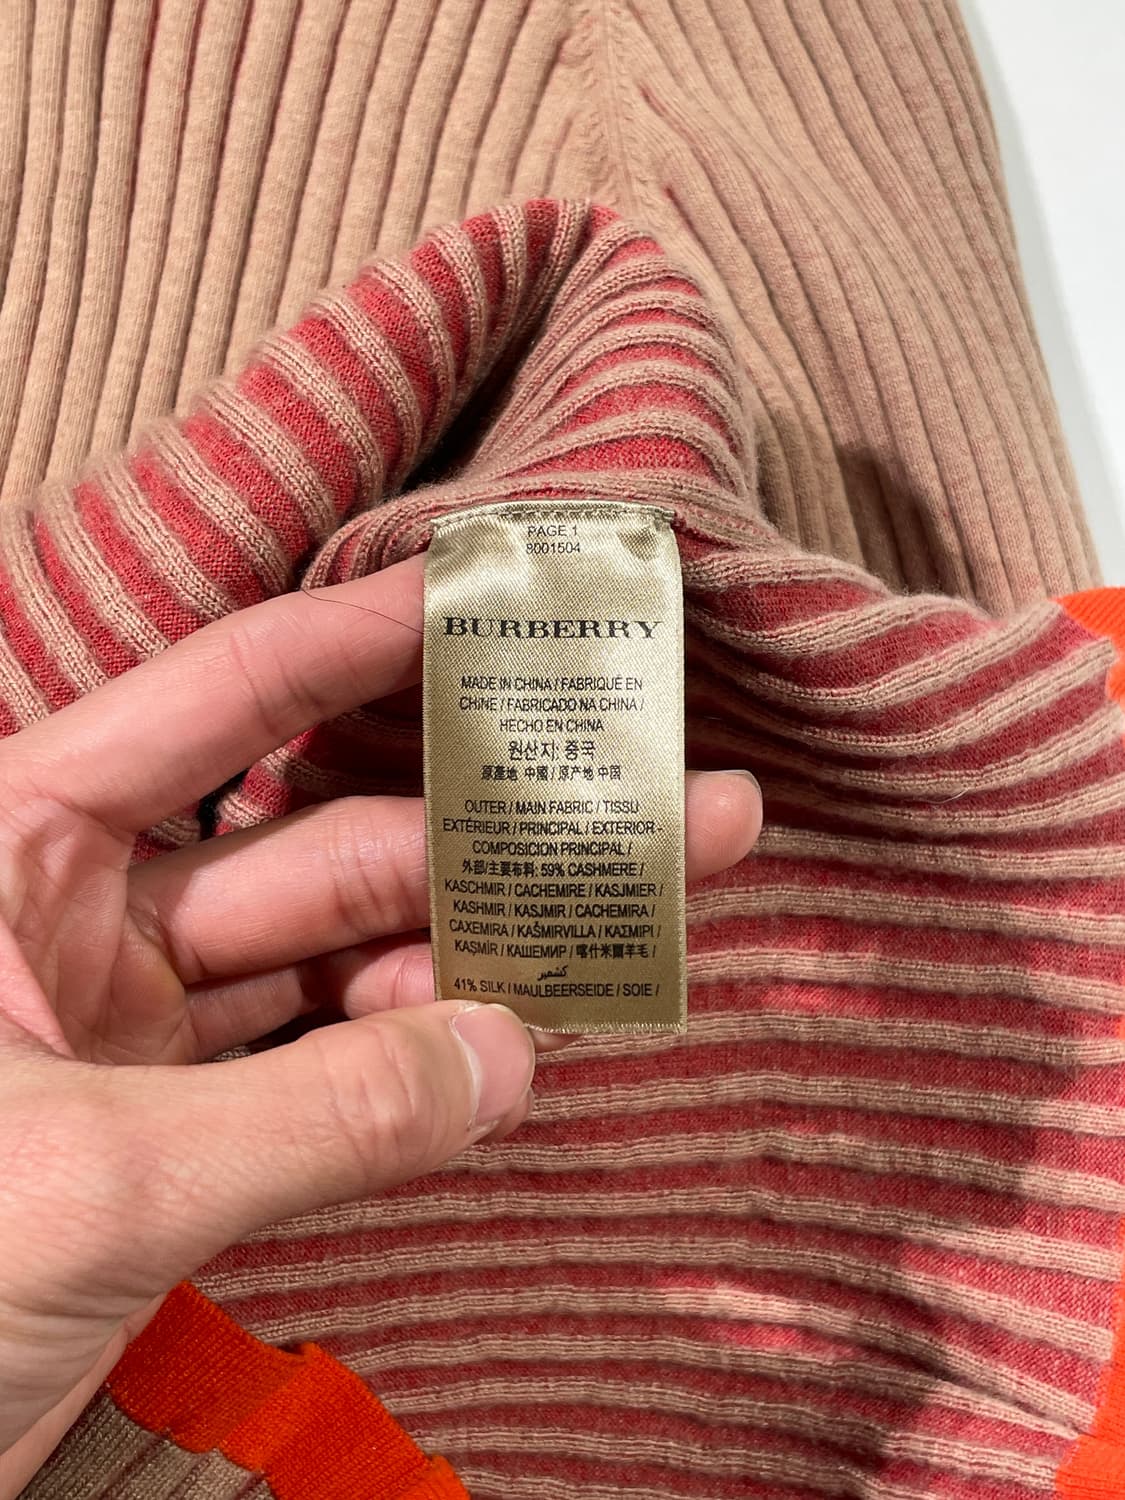 PAGE 1
8001504
BURBERRY
MADE IN CHINA / FABRIQUÉ EN
CHINE / FABRICADO NA CHINA /
HECHO EN CHINA
원산지: 중국
原産地 中國 / 原产地 中国
OUTER / MAIN FABRIC / TISSU
EXTÉRIEUR / PRINCIPAL / EXTERIOR -
COMPOSICIÓN PRINCIPAL /
外部/主要布料: 59% CASHMERE /
KASCHMIR / CACHEMIRE / KASJMIER /
KASHMIR / KASJMIR / CACHEMIRA /
CAXEMIRA / KAŠMIRVILLA / ΚΑΣΜΙΡΙ /
KAŞMİR / КАШЕМИР / 喀什米爾羊毛 /
كشمير
41% SILK / MAULBEERSEIDE / SOIE /